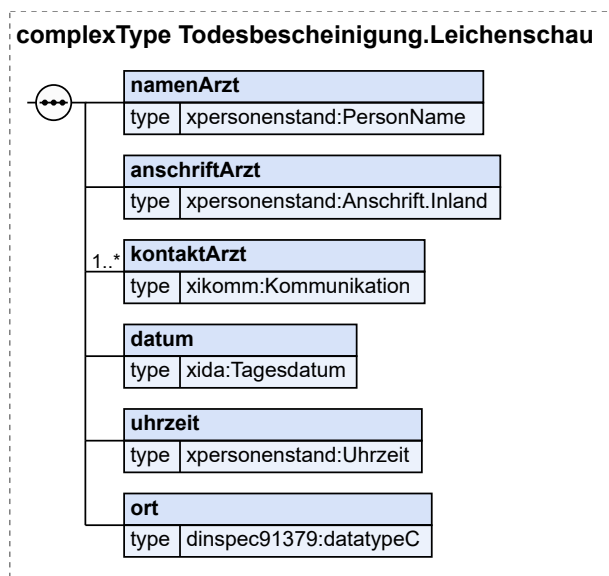 complexType Todesbescheinigung.Leichenschau
namenArzt
type xpersonenstand:PersonName
anschriftArzt
type xpersonenstand:Anschrift.Inland
1..* kontaktArzt
type xikomm:Kommunikation
datum
type xida:Tagesdatum
uhrzeit
type xpersonenstand:Uhrzeit
ort
type dinspec91379:datatypeC